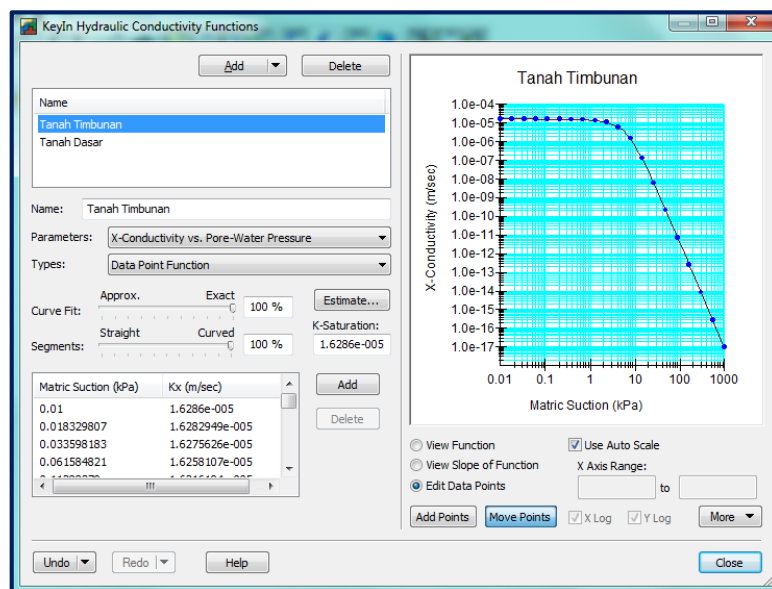 KeyIn Hydraulic Conductivity Functions
Add
Delete
Name
Tanah Timbunan
Tanah Dasar
Name: Tanah Timbunan
Parameters: X-Conductivity vs. Pore-Water Pressure
Types: Data Point Function
Curve Fit: Approx. Exact 100 %
Estimate...
Segments: Straight Curved 100 %
K-Saturation:
1.6286e-005
Matric Suction (kPa) Kx (m/sec)
0.01 1.6286e-005
0.018329807 1.6282949e-005
0.033598183 1.6275626e-005
0.061584821 1.6258107e-005
Add
Delete
Tanah Timbunan
X-Conductivity (m/sec)
1.0e-04
1.0e-05
1.0e-06
1.0e-07
1.0e-08
1.0e-09
1.0e-10
1.0e-11
1.0e-12
1.0e-13
1.0e-14
1.0e-15
1.0e-16
1.0e-17
0.01 0.1 1 10 100 1000
Matric Suction (kPa)
View Function
View Slope of Function
Edit Data Points
Use Auto Scale
X Axis Range:
to
Add Points
Move Points
X Log
Y Log
More
Undo
Redo
Help
Close